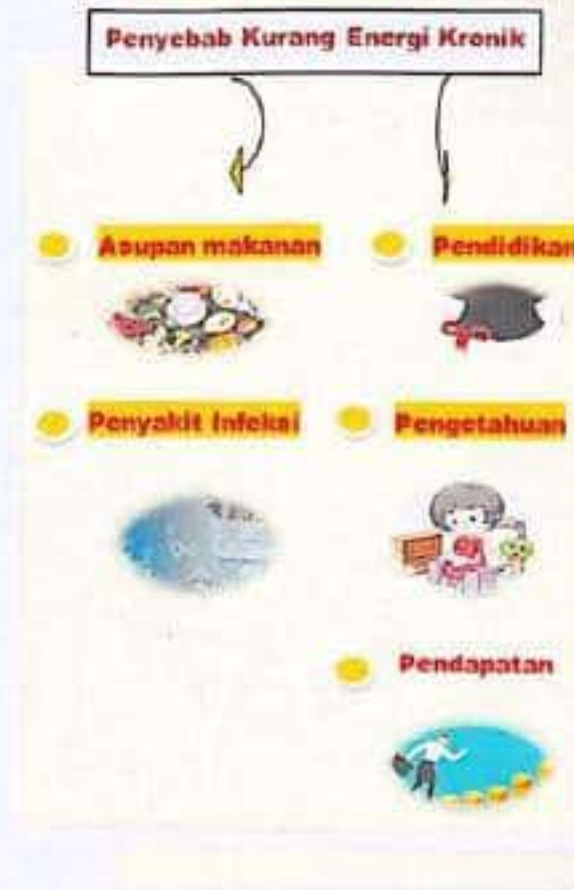 Penyebab Kurang Energi Kronik
Asupan makanan
Pendidikan
Penyakit Infeksi
Pengetahuan
Pendapatan